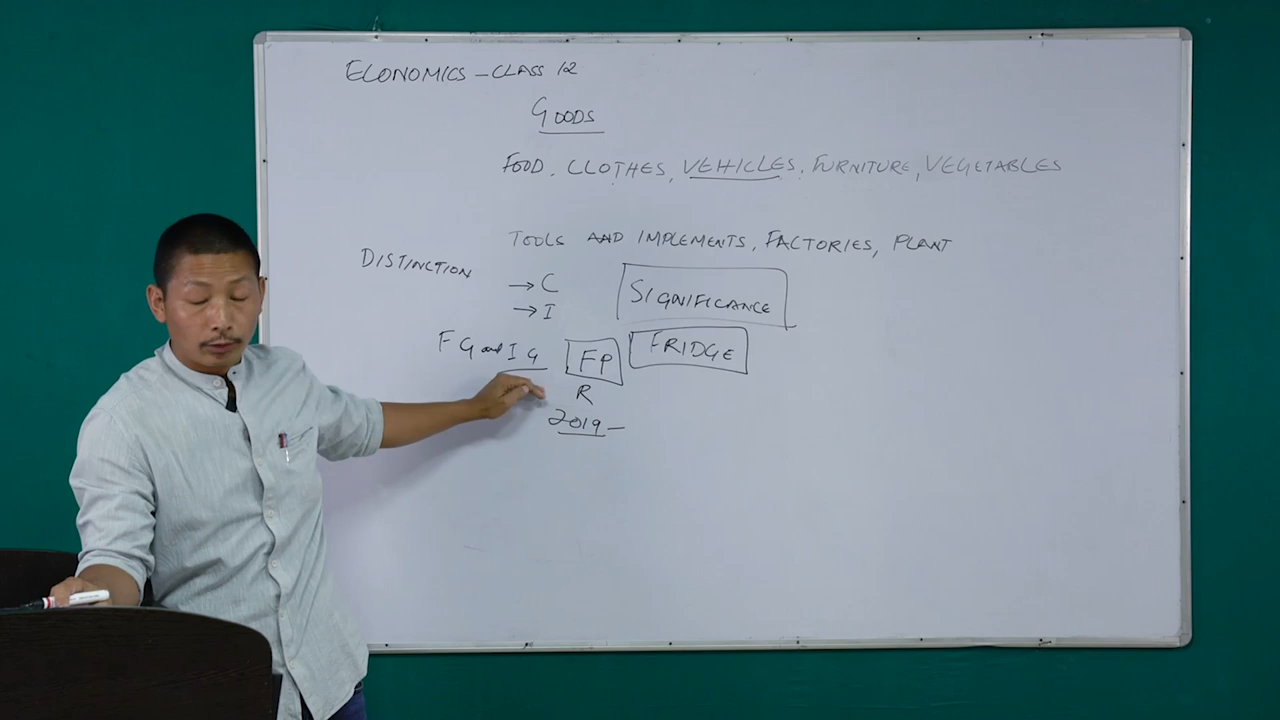 ECONOMICS - CLASS 12
GOODS
FOOD, CLOTHES, VEHICLES, FURNITURE, VEGETABLES
TOOLS AND IMPLEMENTS, FACTORIES, PLANT
DISTINCTION
→ C
→ I
SIGNIFICANCE
FG and IG
FP
FRIDGE
R
2019 -